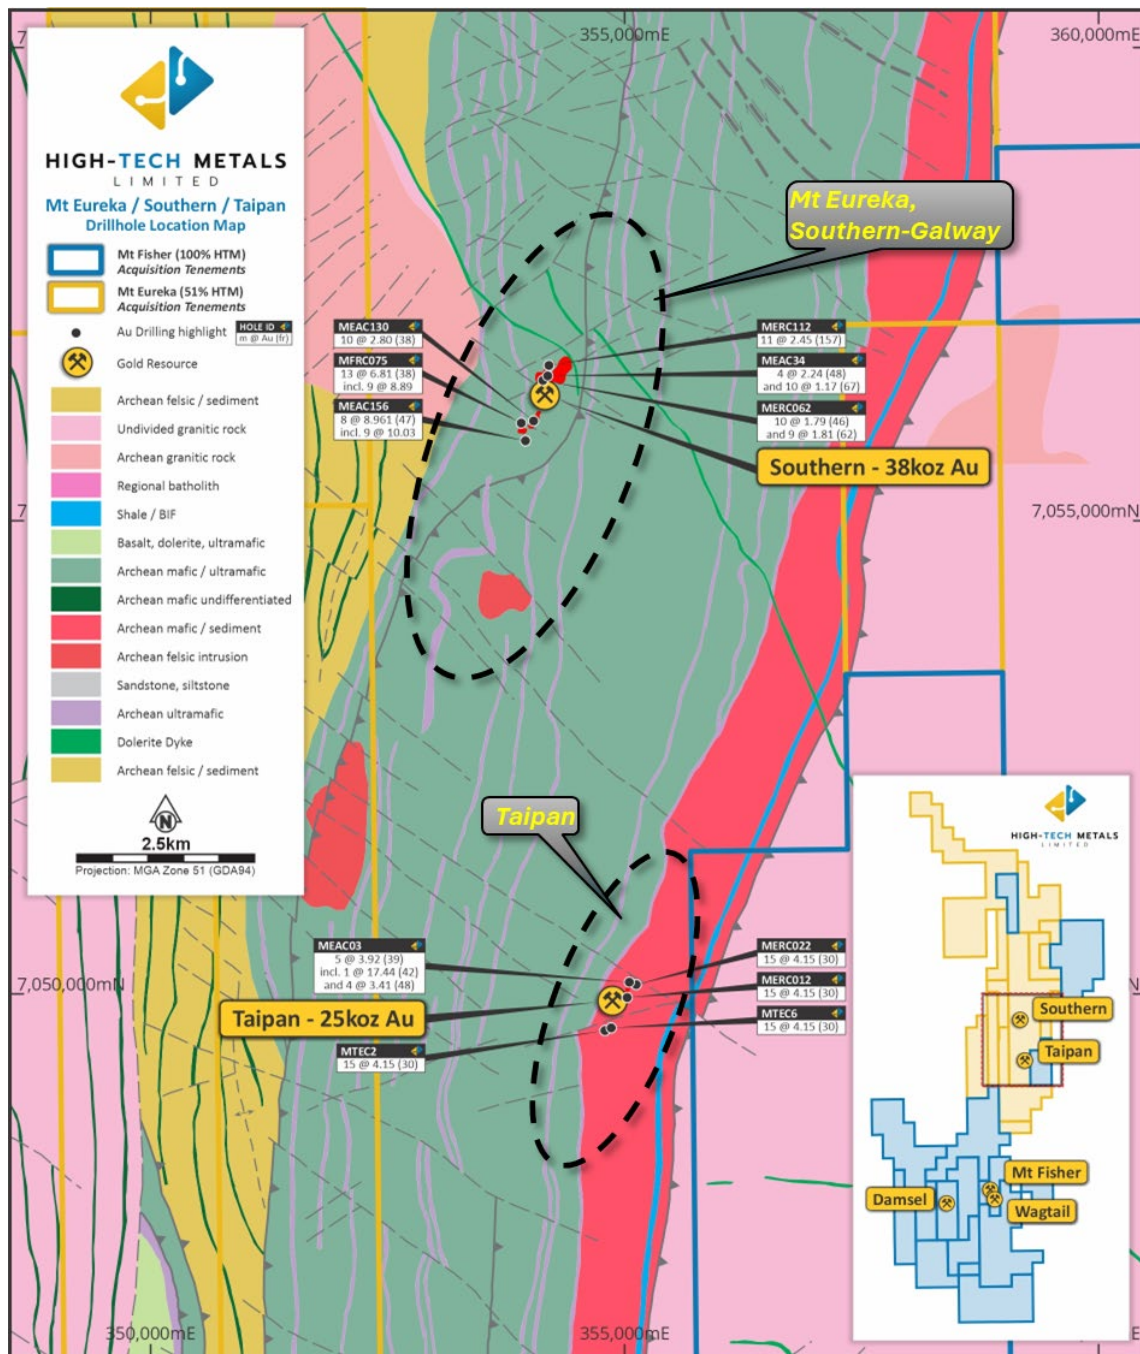 355,000mE
360,000mE
HIGH-TECH METALS
LIMITED
Mt Eureka / Southern / Taipan
Drillhole Location Map
Mt Fisher (100% HTM)
Acquisition Tenements
Mt Eureka (51% HTM)
Acquisition Tenements
Au Drilling highlight
HOLE ID
m @ Au (fr)
Gold Resource
Archean felsic / sediment
Undivided granitic rock
Archean granitic rock
Regional batholith
Shale / BIF
Basalt, dolerite, ultramafic
Archean mafic / ultramafic
Archean mafic undifferentiated
Archean mafic / sediment
Archean felsic intrusion
Sandstone, siltstone
Archean ultramafic
Dolerite Dyke
Archean felsic / sediment
N
2.5km
Projection: MGA Zone 51 (GDA94)
Mt Eureka,
Southern-Galway
MEAC130
10 @ 2.80 (38)
MFRC075
13 @ 6.81 (38)
incl. 9 @ 8.89
MEAC156
8 @ 8.961 (47)
incl. 9 @ 10.03
MERC112
11 @ 2.45 (157)
MEAC34
4 @ 2.24 (48)
and 10 @ 1.17 (67)
MERC062
10 @ 1.79 (46)
and 9 @ 1.81 (62)
Southern - 38koz Au
7,055,000mN
Taipan
MEAC03
5 @ 3.92 (39)
incl. 1 @ 17.44 (42)
and 4 @ 3.41 (48)
7,050,000mN
Taipan - 25koz Au
MTEC2
15 @ 4.15 (30)
MERC022
15 @ 4.15 (30)
MERC012
15 @ 4.15 (30)
MTEC6
15 @ 4.15 (30)
HIGH-TECH METALS
LIMITED
Southern
Taipan
Mt Fisher
Damsel
Wagtail
350,000mE
355,000mE